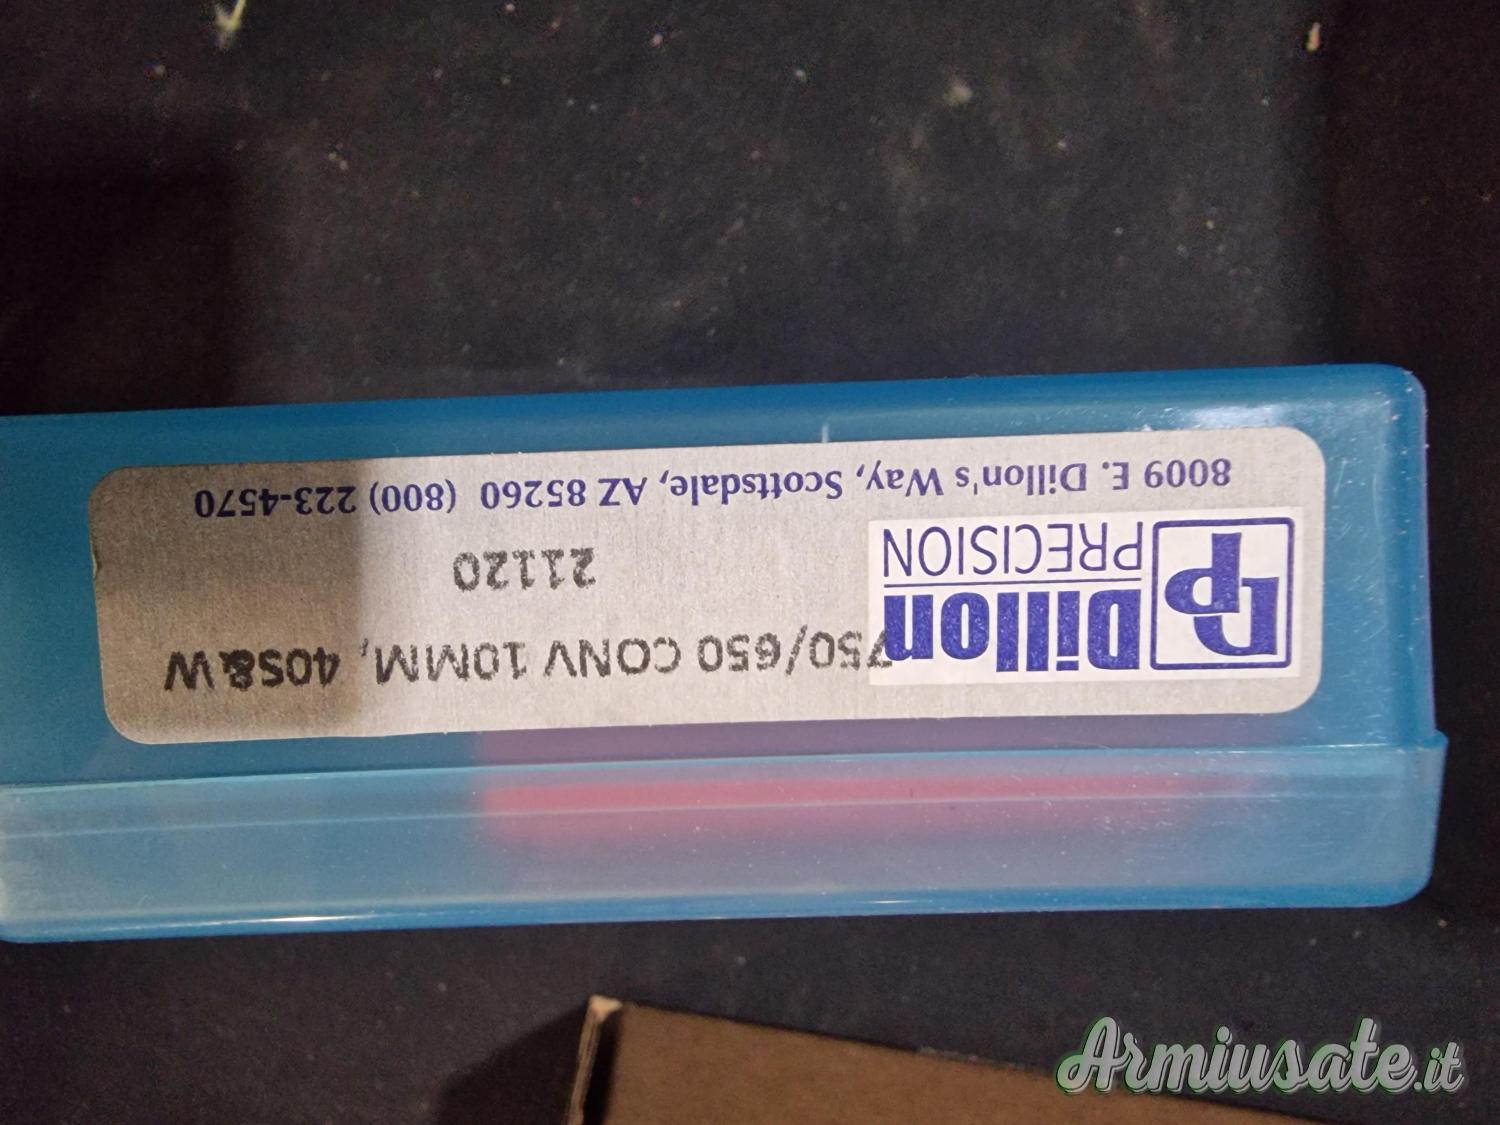 8009 E. Dillon's Way, Scottsdale, AZ 85260 (800) 223-4570
DP Dillon
PRECISION
21120
750/650 CONV 10MM, 40S&W
Armiusate.it